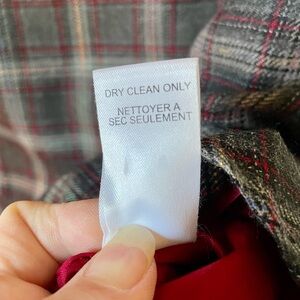 DRY CLEAN ONLY
NETTOYER A
SEC SEULEMENT